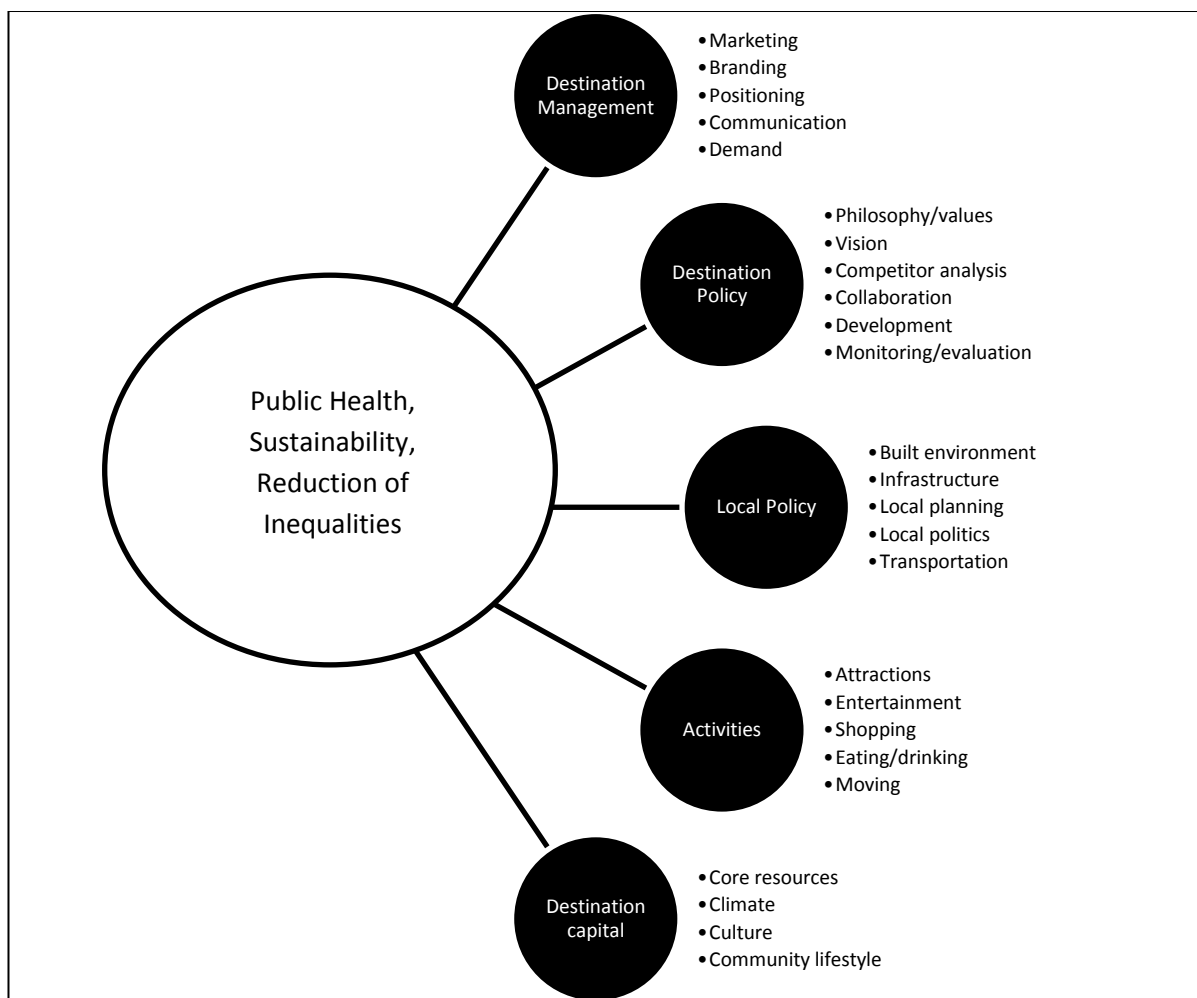 Public Health,
Sustainability,
Reduction of
Inequalities
Destination
Management
•Marketing
•Branding
•Positioning
•Communication
•Demand
Destination
Policy
•Philosophy/values
•Vision
•Competitor analysis
•Collaboration
•Development
•Monitoring/evaluation
Local Policy
•Built environment
•Infrastructure
•Local planning
•Local politics
•Transportation
Activities
•Attractions
•Entertainment
•Shopping
•Eating/drinking
•Moving
Destination
capital
•Core resources
•Climate
•Culture
•Community lifestyle